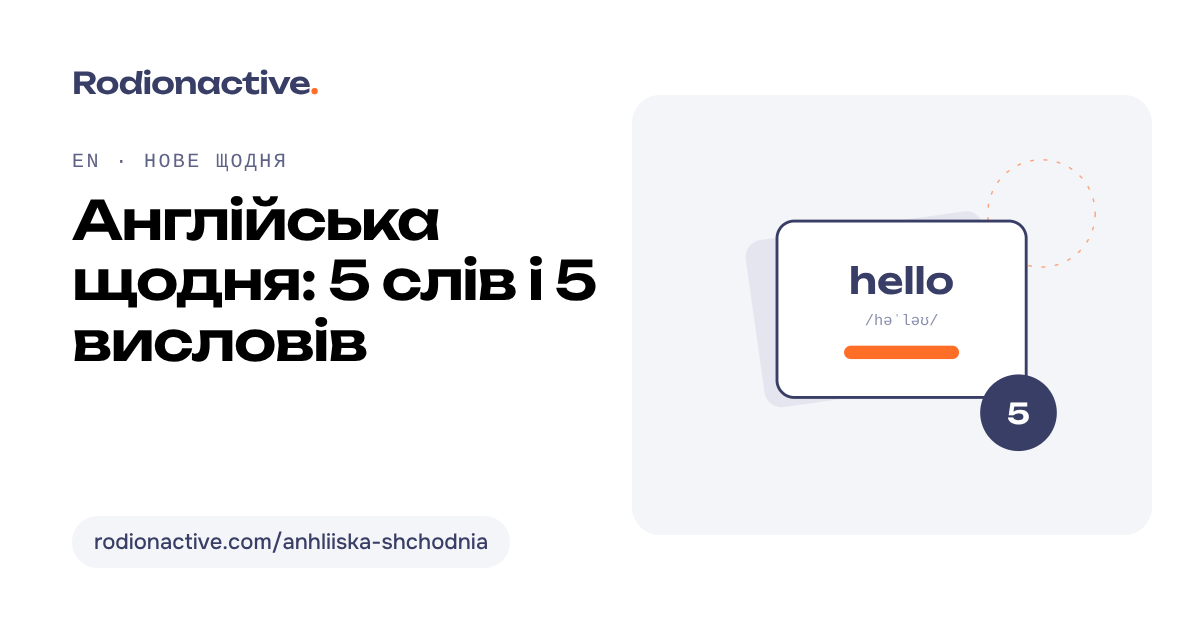 Rodionactive.
EN · НОВЕ ЩОДНЯ
Англійська
щодня: 5 слів і 5
висловів
hello
/həˈləʊ/
5
rodionactive.com/anhliiska-shchodnia